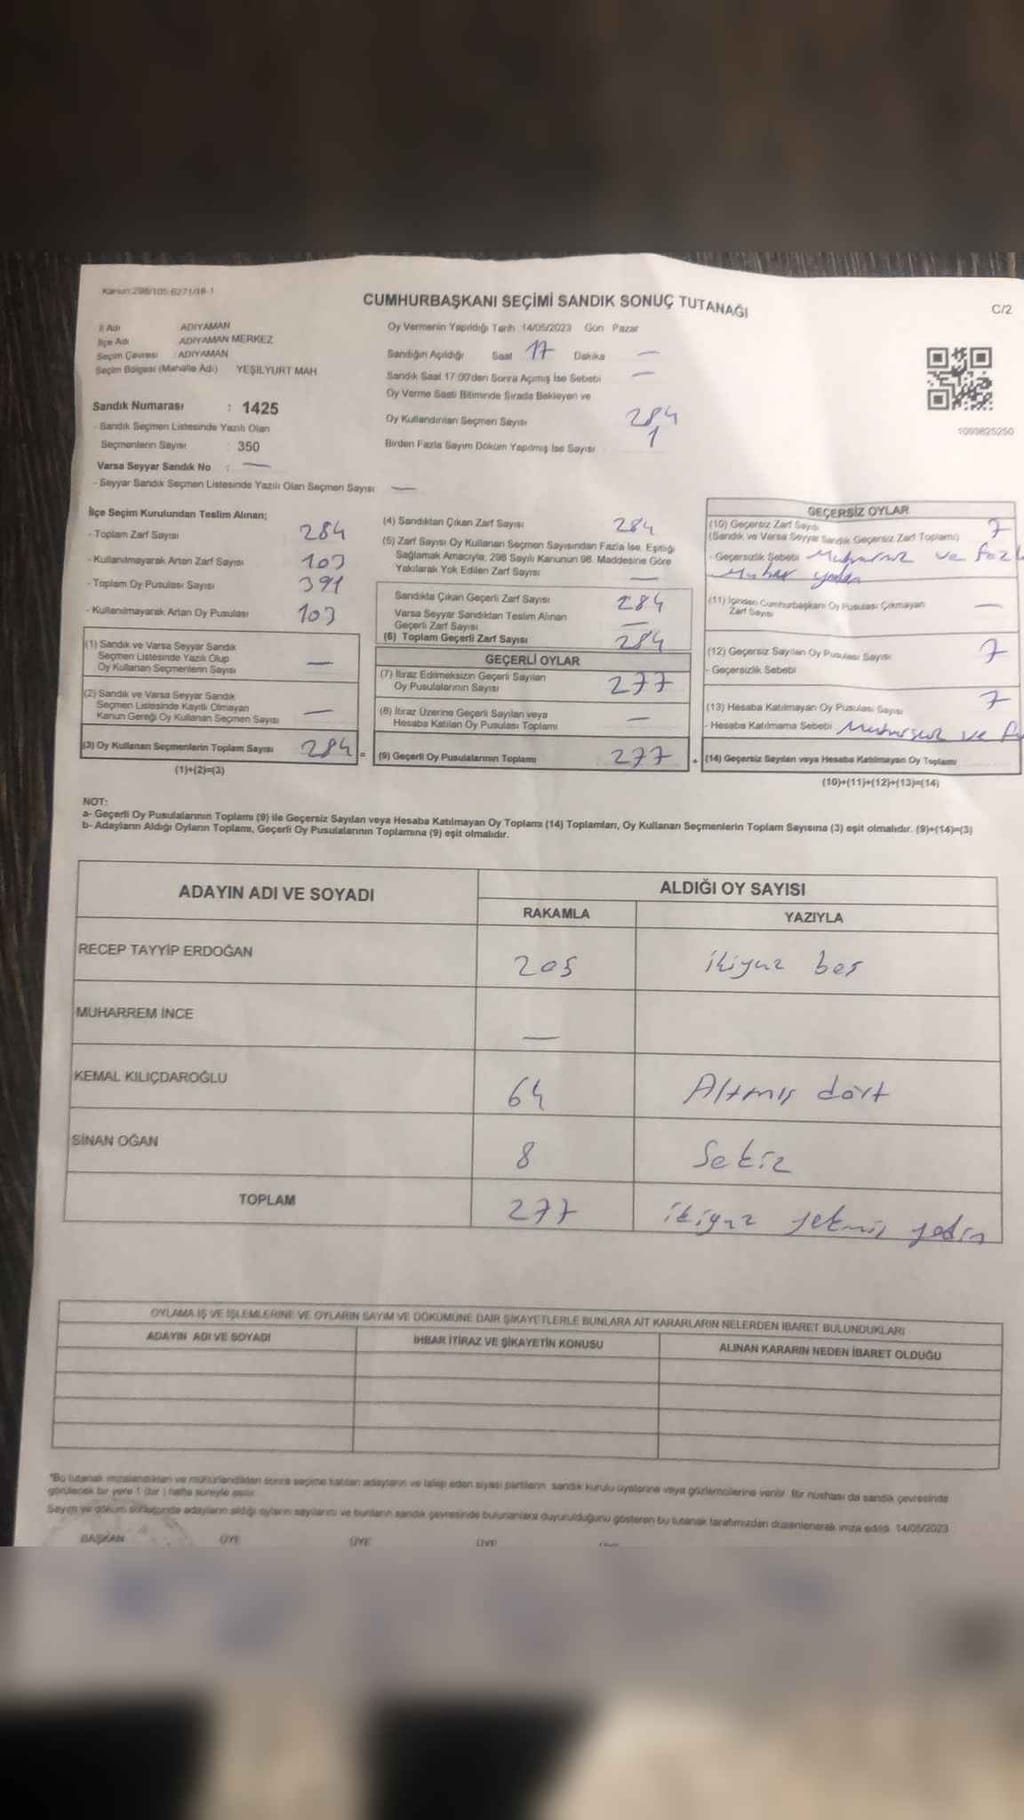 Kanun:298/105-6271/18-1
CUMHURBAŞKANI SEÇİMİ SANDIK SONUÇ TUTANAĞI
C/2
İl Adı ADIYAMAN
İlçe Adı ADIYAMAN MERKEZ
Seçim Çevresi : ADIYAMAN
Seçim Bölgesi (Mahalle Adı) YEŞİLYURT MAH
Sandık Numarası : 1425
- Sandık Seçmen Listesinde Yazılı Olan
Seçmenlerin Sayısı : 350
Varsa Seyyar Sandık No : —
- Seyyar Sandık Seçmen Listesinde Yazılı Olan Seçmen Sayısı —
Oy Vermenin Yapıldığı Tarih 14/05/2023 Gün Pazar
Sandığın Açıldığı Saat 17 Dakika —
Sandık Saat 17:00'den Sonra Açımış İse Sebebi —
Oy Verme Saati Bitiminde Sırada Bekleyen ve
Oy Kullandırılan Seçmen Sayısı 284
Birden Fazla Sayım Döküm Yapılmış İse Sayısı 1
1099825250
İlçe Seçim Kurulundan Teslim Alınan;
- Toplam Zarf Sayısı 284
- Kullanılmayarak Artan Zarf Sayısı 103
- Toplam Oy Pusulası Sayısı 391
- Kullanılmayarak Artan Oy Pusulası 103
(1) Sandık ve Varsa Seyyar Sandık
Seçmen Listesinde Yazılı Olup
Oy Kullanan Seçmenlerin Sayısı —
(2) Sandık ve Varsa Seyyar Sandık
Seçmen Listesinde Kayıtlı Olmayan
Kanun Gereği Oy Kullanan Seçmen Sayısı —
(3) Oy Kullanan Seçmenlerin Toplam Sayısı 284 =
(1)+(2)=(3)
(4) Sandıktan Çıkan Zarf Sayısı 284
(5) Zarf Sayısı Oy Kullanan Seçmen Sayısından Fazla İse, Eşitliği
Sağlamak Amacıyla, 298 Sayılı Kanunun 98. Maddesine Göre
Yakılarak Yok Edilen Zarf Sayısı —
Sandıkta Çıkan Geçerli Zarf Sayısı 284
Varsa Seyyar Sandıktan Teslim Alınan
Geçerli Zarf Sayısı —
(6) Toplam Geçerli Zarf Sayısı 284
GEÇERLİ OYLAR
(7) İtiraz Edilmeksizin Geçerli Sayılan
Oy Pusulalarının Sayısı 277
(8) İtiraz Üzerine Geçerli Sayılan veya
Hesaba Katılan Oy Pusulası Toplamı —
(9) Geçerli Oy Pusulalarının Toplamı 277 +
GEÇERSİZ OYLAR
(10) Geçersiz Zarf Sayısı 7
(Sandık ve Varsa Seyyar Sandık Geçersiz Zarf Toplamı)
- Geçersizlik Sebebi ve
(11) İçinden Cumhurbaşkanı Oy Pusulası Çıkmayan
Zarf Sayısı —
(12) Geçersiz Sayılan Oy Pusulası Sayısı 7
- Geçersizlik Sebebi
(13) Hesaba Katılmayan Oy Pusulası Sayısı 7
- Hesaba Katılmama Sebebi ve
(14) Geçersiz Sayılan veya Hesaba Katılmayan Oy Toplamı
(10)+(11)+(12)+(13)=(14)
NOT:
a- Geçerli Oy Pusulalarının Toplamı (9) ile Geçersiz Sayılan veya Hesaba Katılmayan Oy Toplamı (14) Toplamları, Oy Kullanan Seçmenlerin Toplam Sayısına (3) eşit olmalıdır. (9)+(14)=(3)
b- Adayların Aldığı Oyların Toplamı, Geçerli Oy Pusulalarının Toplamına (9) eşit olmalıdır.
ADAYIN ADI VE SOYADI
ALDIĞI OY SAYISI
RAKAMLA YAZIYLA
RECEP TAYYİP ERDOĞAN 205 ikiyuz beş
MUHARREM İNCE —
KEMAL KILIÇDAROĞLU 64 Altmış dört
SİNAN OĞAN 8 Sekiz
TOPLAM 277 ikiyuz yetmiş yedi
OYLAMA İŞ VE İŞLEMLERİNE VE OYLARIN SAYIM VE DÖKÜMÜNE DAİR ŞİKAYETLERLE BUNLARA AİT KARARLARIN NELERDEN İBARET BULUNDUKLARI
ADAYIN ADI VE SOYADI İHBAR İTİRAZ VE ŞİKAYETİN KONUSU ALINAN KARARIN NEDEN İBARET OLDUĞU
"Bu tutanak imzalandıktan ve mühürlendikten sonra seçime katılan adayların ve talep eden siyasi partilerin sandık kurulu üyelerine veya gözlemcilerine verilir. Bir nüshası da sandık çevresinde
görülecek bir yere 1 (bir ) hafta süreyle asılır.
Sayım ve döküm sonucunda adayların aldığı oyların sayılarını ve bunların sandık çevresinde bulunanlara duyurulduğunu gösteren bu tutanak tarafımızdan düzenlenerek imza edildi. 14/05/2023
BAŞKAN ÜYE ÜYE ÜYE